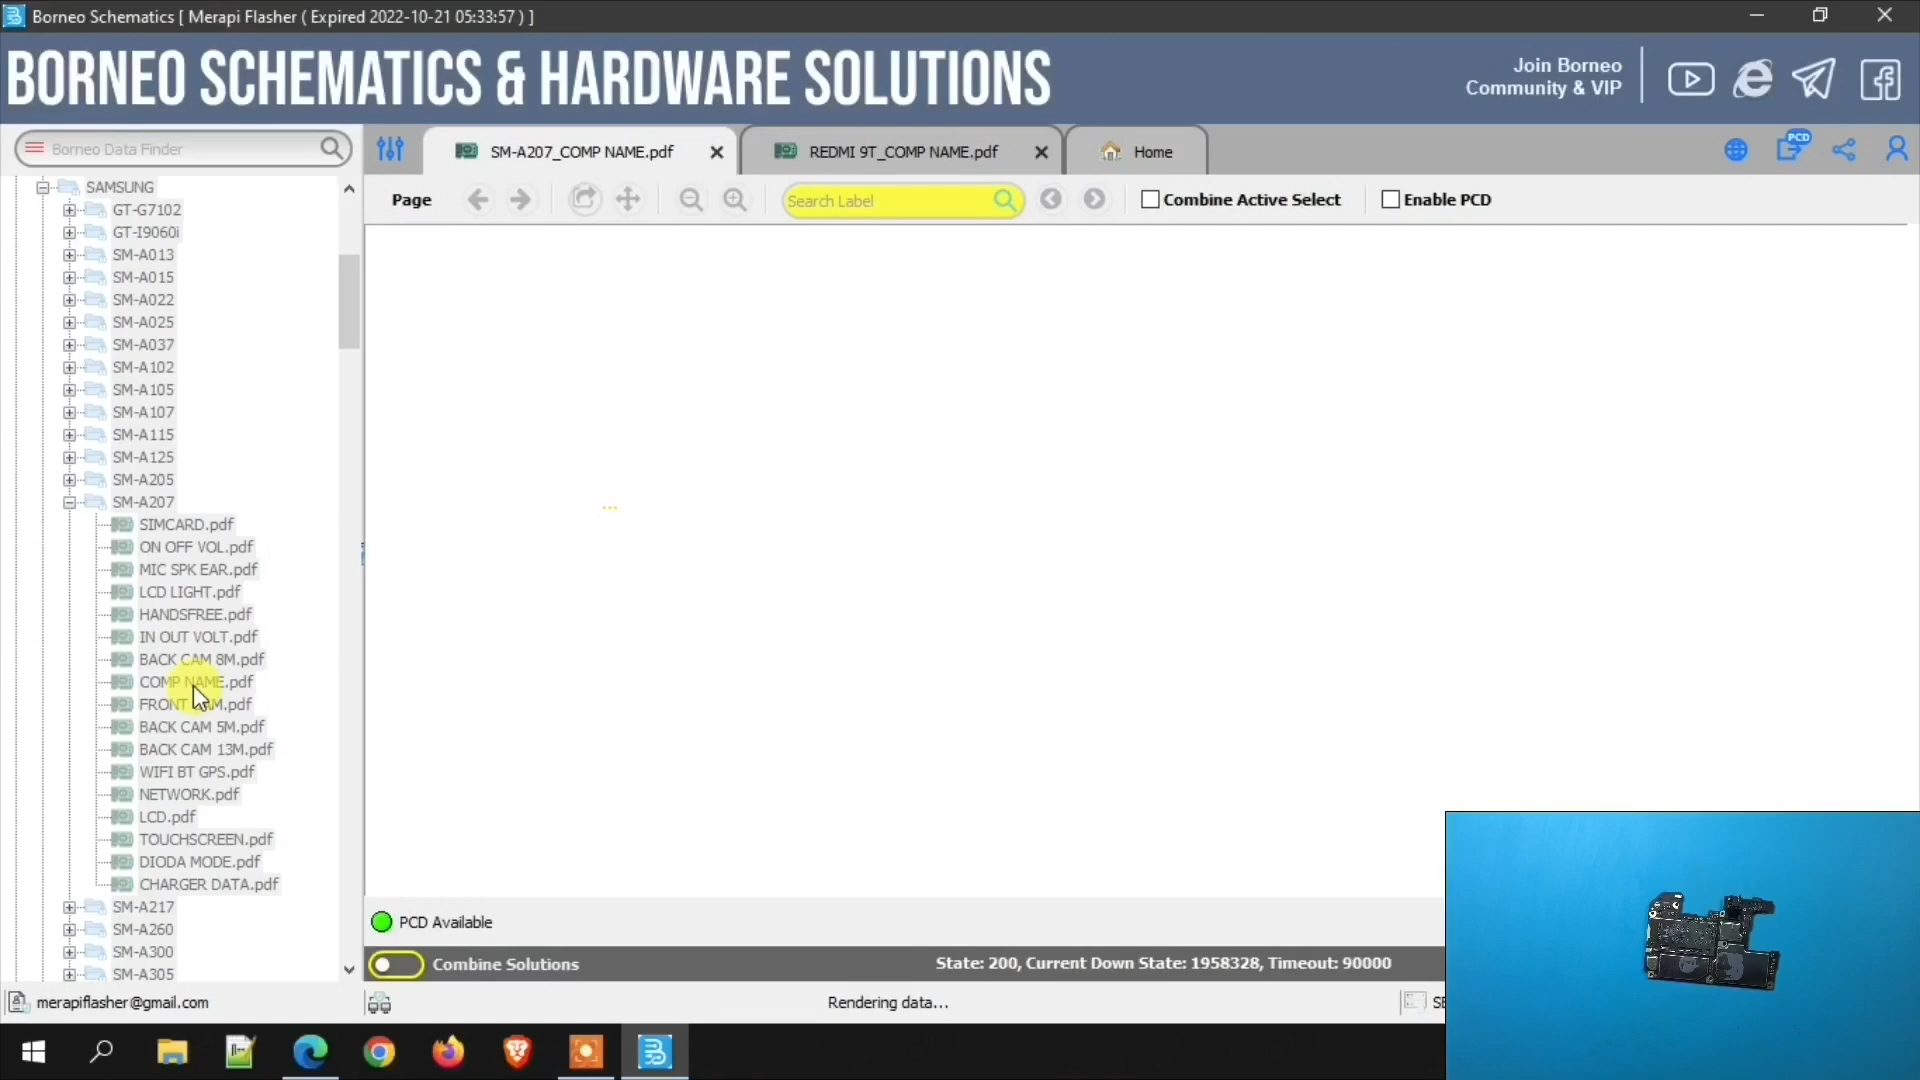 Borneo Schematics [ Merapi Flasher ( Expired 2022-10-21 05:33:57 ) ]
BORNEO SCHEMATICS & HARDWARE SOLUTIONS
Join Borneo
Community & VIP
Borneo Data Finder
SM-A207_COMP NAME.pdf
REDMI 9T_COMP NAME.pdf
Home
PCD
Page
Search Label
Combine Active Select
Enable PCD
SAMSUNG
GT-G7102
GT-I9060i
SM-A013
SM-A015
SM-A022
SM-A025
SM-A037
SM-A102
SM-A105
SM-A107
SM-A115
SM-A125
SM-A205
SM-A207
SIMCARD.pdf
ON OFF VOL.pdf
MIC SPK EAR.pdf
LCD LIGHT.pdf
HANDSFREE.pdf
IN OUT VOLT.pdf
BACK CAM 8M.pdf
COMP NAME.pdf
FRONT CAM.pdf
BACK CAM 5M.pdf
BACK CAM 13M.pdf
WIFI BT GPS.pdf
NETWORK.pdf
LCD.pdf
TOUCHSCREEN.pdf
DIODA MODE.pdf
CHARGER DATA.pdf
SM-A217
SM-A260
SM-A300
SM-A305
...
PCD Available
Combine Solutions
State: 200, Current Down State: 1958328, Timeout: 90000
merapiflasher@gmail.com
Rendering data...